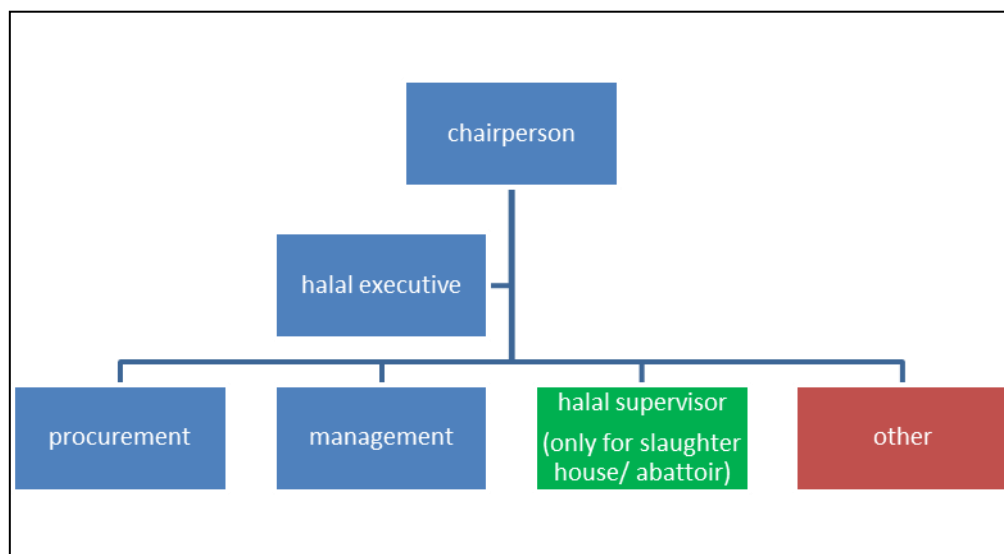 chairperson
halal executive
procurement
management
halal supervisor
(only for slaughter
house/ abattoir)
other